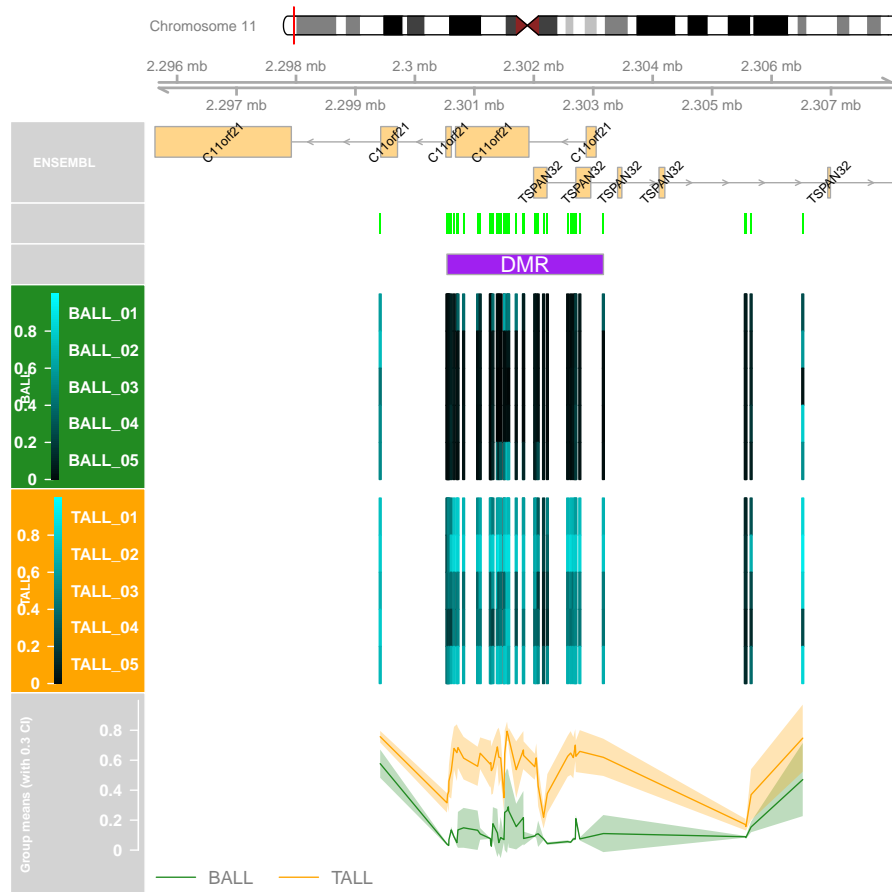 Chromosome 11
2.296 mb 2.298 mb 2.3 mb 2.302 mb 2.304 mb 2.306 mb
2.297 mb 2.299 mb 2.301 mb 2.303 mb 2.305 mb 2.307 mb
ENSEMBL
C11orf21 C11orf21 C11orf21 C11orf21 C11orf21
TSPAN32 TSPAN32 TSPAN32 TSPAN32 TSPAN32
DMR
BALL
0.8
0.6
0.4
0.2
0
BALL_01
BALL_02
BALL_03
BALL_04
BALL_05
TALL
0.8
0.6
0.4
0.2
0
TALL_01
TALL_02
TALL_03
TALL_04
TALL_05
Group means (with 0.3 CI)
0.8
0.6
0.4
0.2
0
BALL TALL